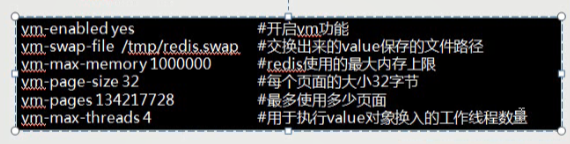 vm-enabled yes #开启vm功能
vm-swap-file /tmp/redis.swap #交换出来的value保存的文件路径
vm-max-memory 1000000 #redis使用的最大内存上限
vm-page-size 32 #每个页面的大小32字节
vm-pages 134217728 #最多使用多少页面
vm-max-threads 4 #用于执行value对象换入的工作线程数量